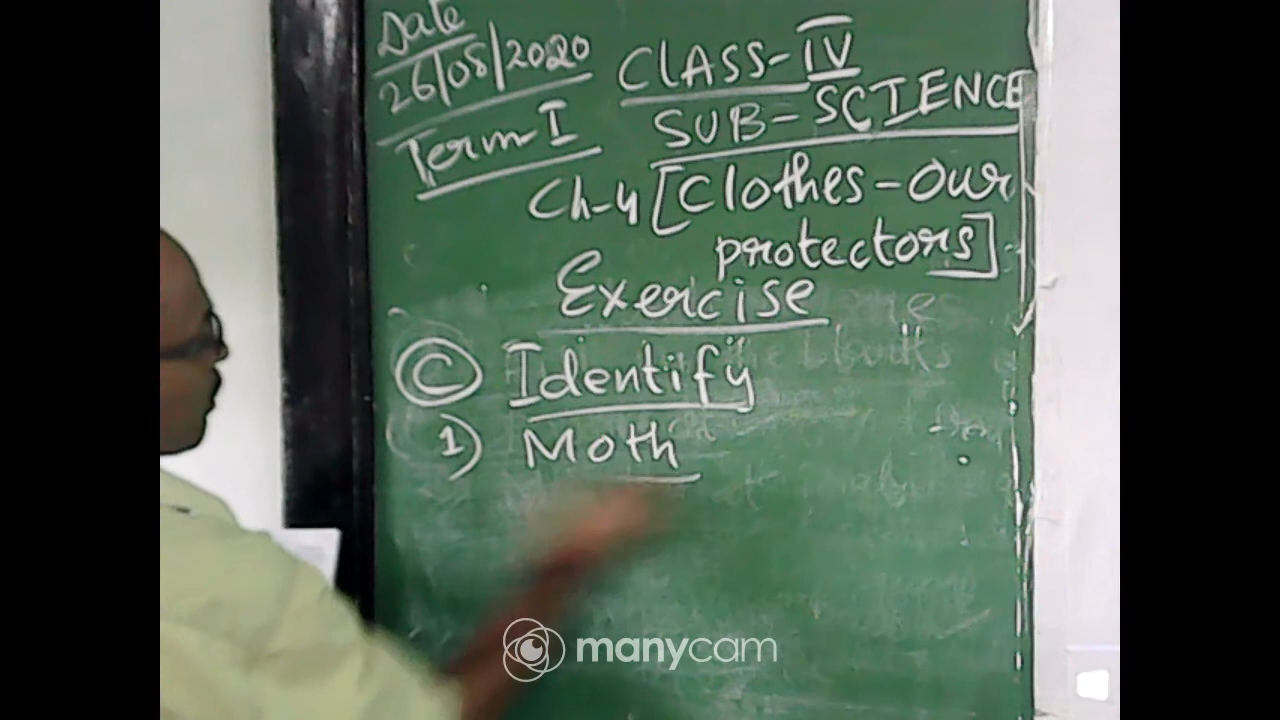 Date
26/08/2020
Term-I
CLASS-IV
SUB-SCIENCE
Ch-4 [Clothes-Our
protectors]
Exercise
C Identify
1) Moth
manycam